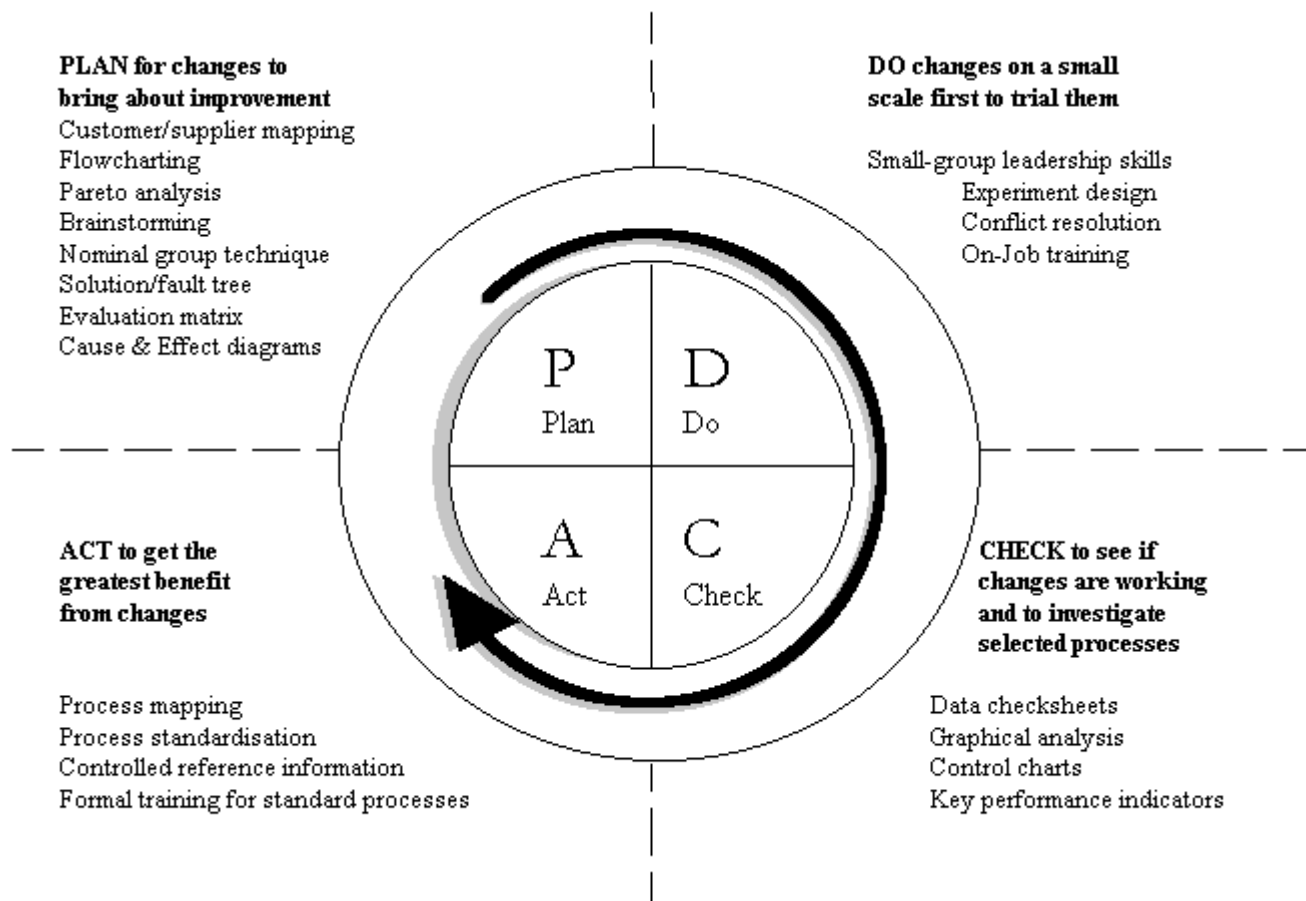 PLAN for changes to
bring about improvement
Customer/supplier mapping
Flowcharting
Pareto analysis
Brainstorming
Nominal group technique
Solution/fault tree
Evaluation matrix
Cause & Effect diagrams
DO changes on a small
scale first to trial them
Small-group leadership skills
Experiment design
Conflict resolution
On-Job training
P
Plan
D
Do
A
Act
C
Check
ACT to get the
greatest benefit
from changes
Process mapping
Process standardisation
Controlled reference information
Formal training for standard processes
CHECK to see if
changes are working
and to investigate
selected processes
Data checksheets
Graphical analysis
Control charts
Key performance indicators